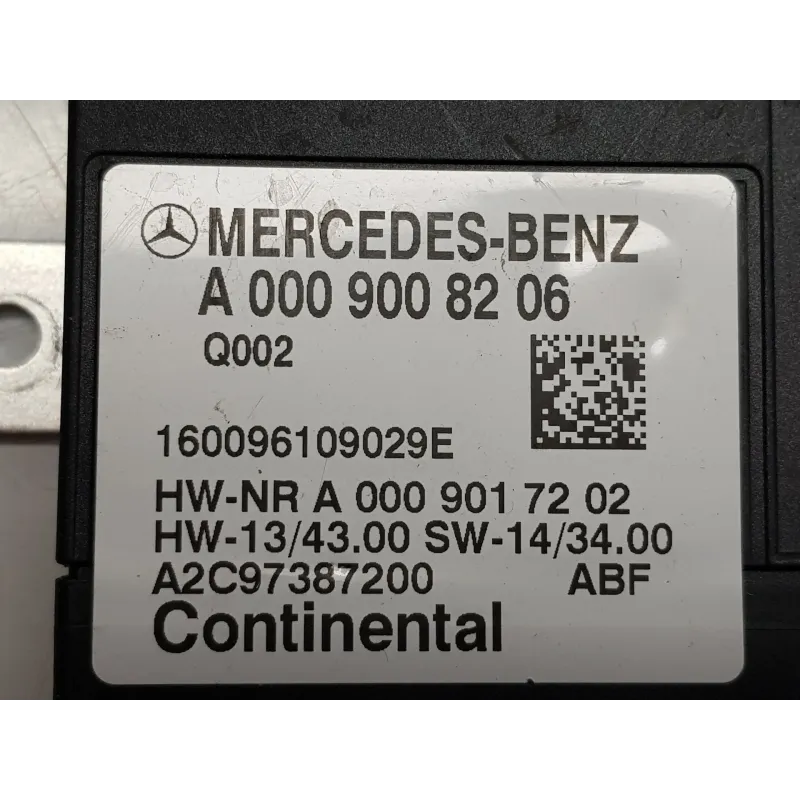 MERCEDES-BENZ
A 000 900 82 06
Q002
160096109029E
HW-NR A 000 901 72 02
HW-13/43.00 SW-14/34.00
A2C97387200 ABF
Continental